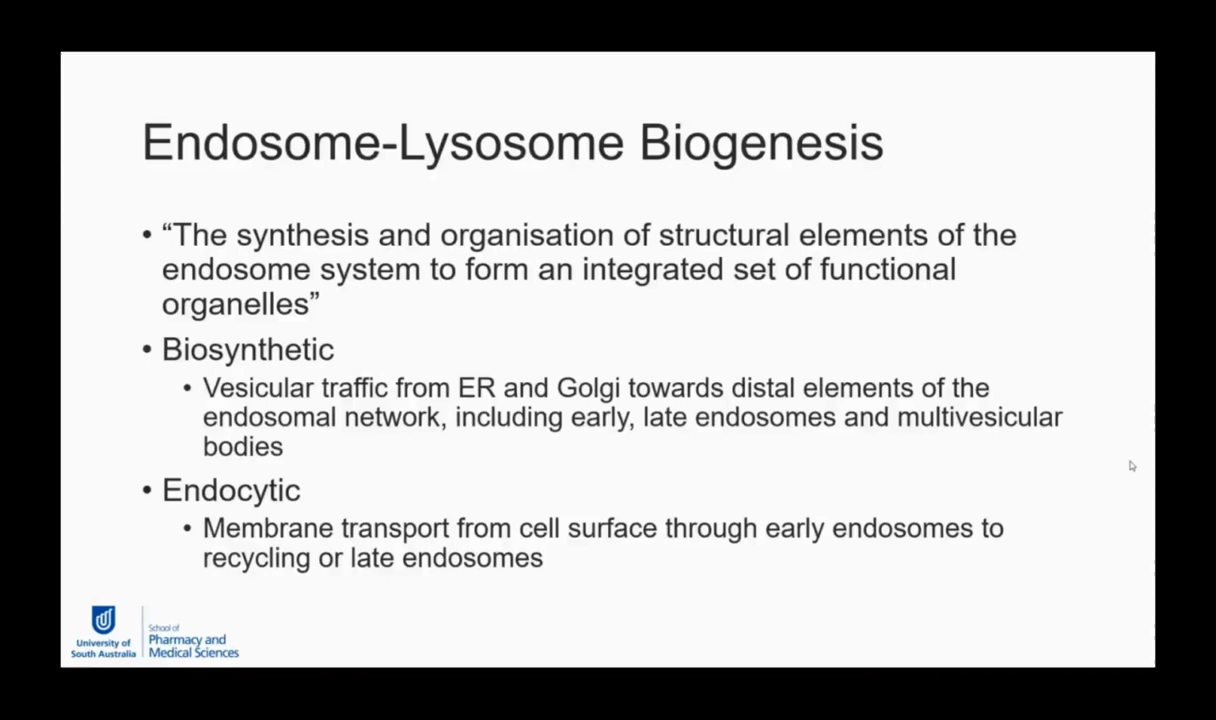 Endosome-Lysosome Biogenesis
• “The synthesis and organisation of structural elements of the
endosome system to form an integrated set of functional
organelles”
• Biosynthetic
• Vesicular traffic from ER and Golgi towards distal elements of the
endosomal network, including early, late endosomes and multivesicular
bodies
• Endocytic
• Membrane transport from cell surface through early endosomes to
recycling or late endosomes
University of
South Australia
School of
Pharmacy and
Medical Sciences